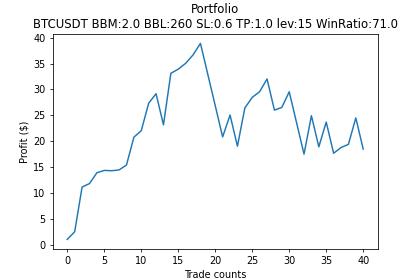 Portfolio
BTCUSDT BBM:2.0 BBL:260 SL:0.6 TP:1.0 lev:15 WinRatio:71.0
40
35
30
25
20
15
10
5
0
Profit ($)
0 5 10 15 20 25 30 35 40
Trade counts